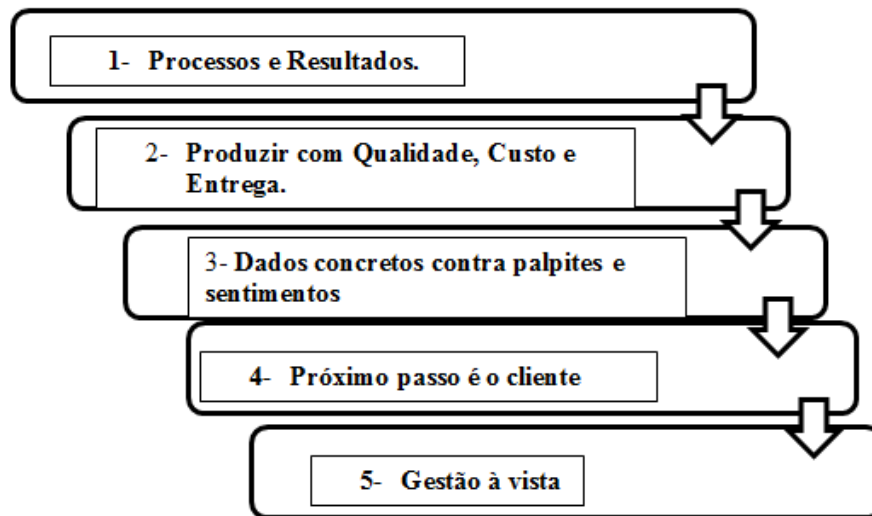 1- Processos e Resultados.
2- Produzir com Qualidade, Custo e
Entrega.
3- Dados concretos contra palpites e
sentimentos
4- Próximo passo é o cliente
5- Gestão à vista